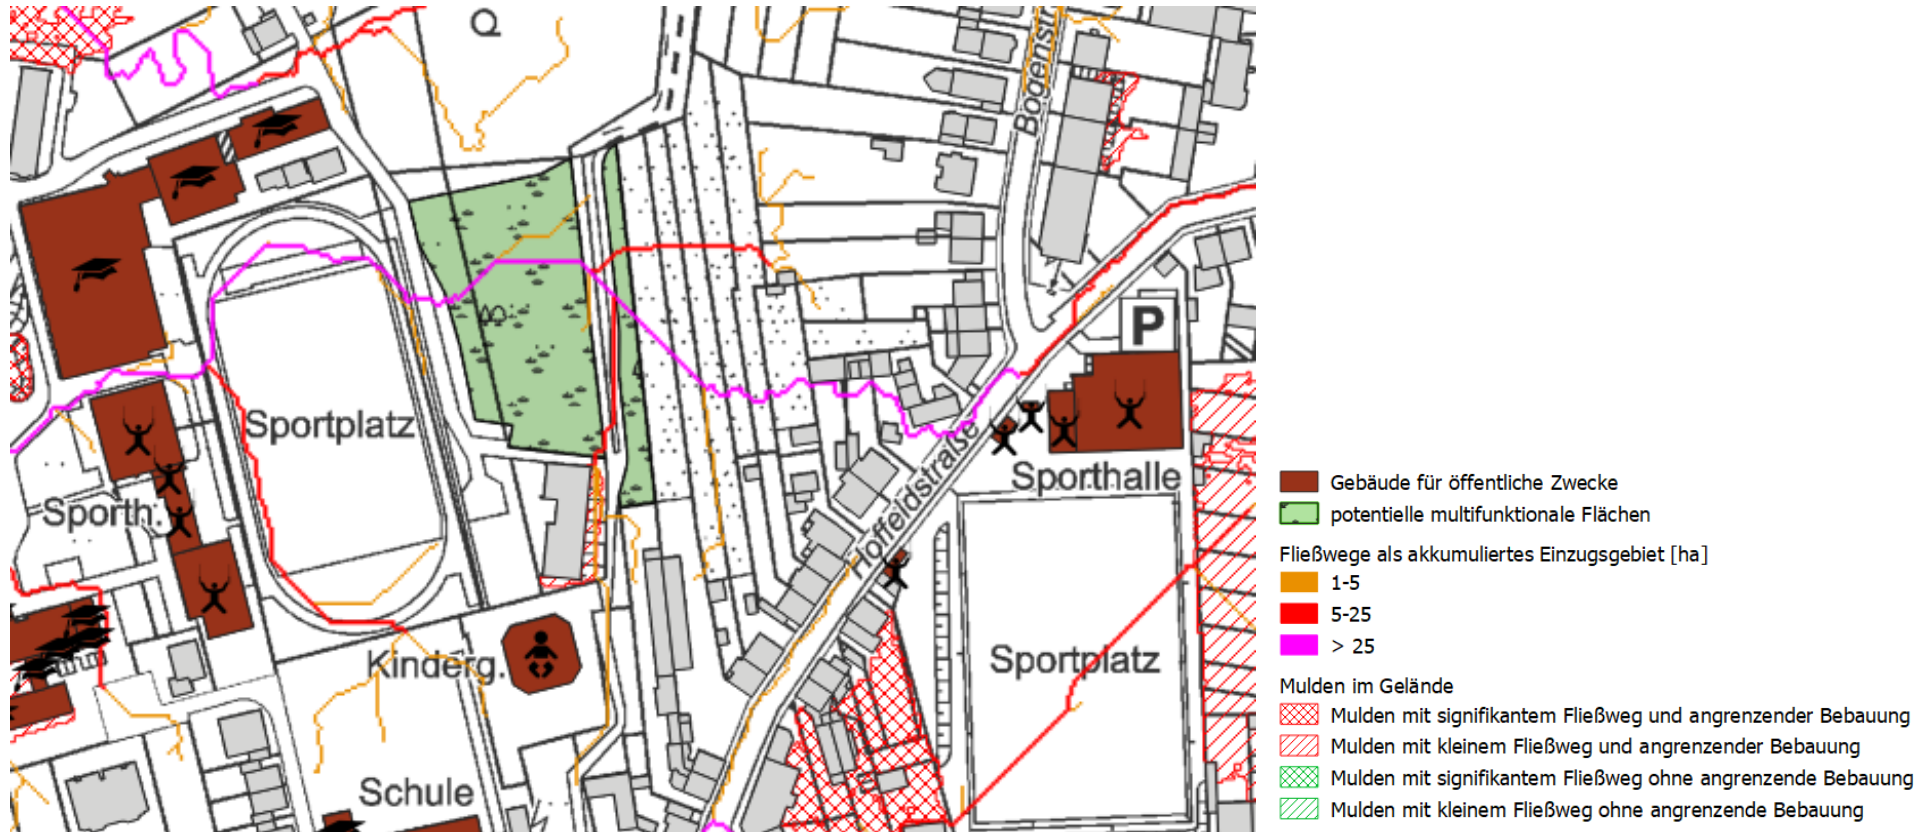 Bogenstr
P
Sportplatz
Sporth.
Hoffeldstraße
Sporthalle
Sportplatz
Kinderg.
Schule
Gebäude für öffentliche Zwecke
potentielle multifunktionale Flächen
Fließwege als akkumuliertes Einzugsgebiet [ha]
1-5
5-25
> 25
Mulden im Gelände
Mulden mit signifikantem Fließweg und angrenzender Bebauung
Mulden mit kleinem Fließweg und angrenzender Bebauung
Mulden mit signifikantem Fließweg ohne angrenzende Bebauung
Mulden mit kleinem Fließweg ohne angrenzende Bebauung